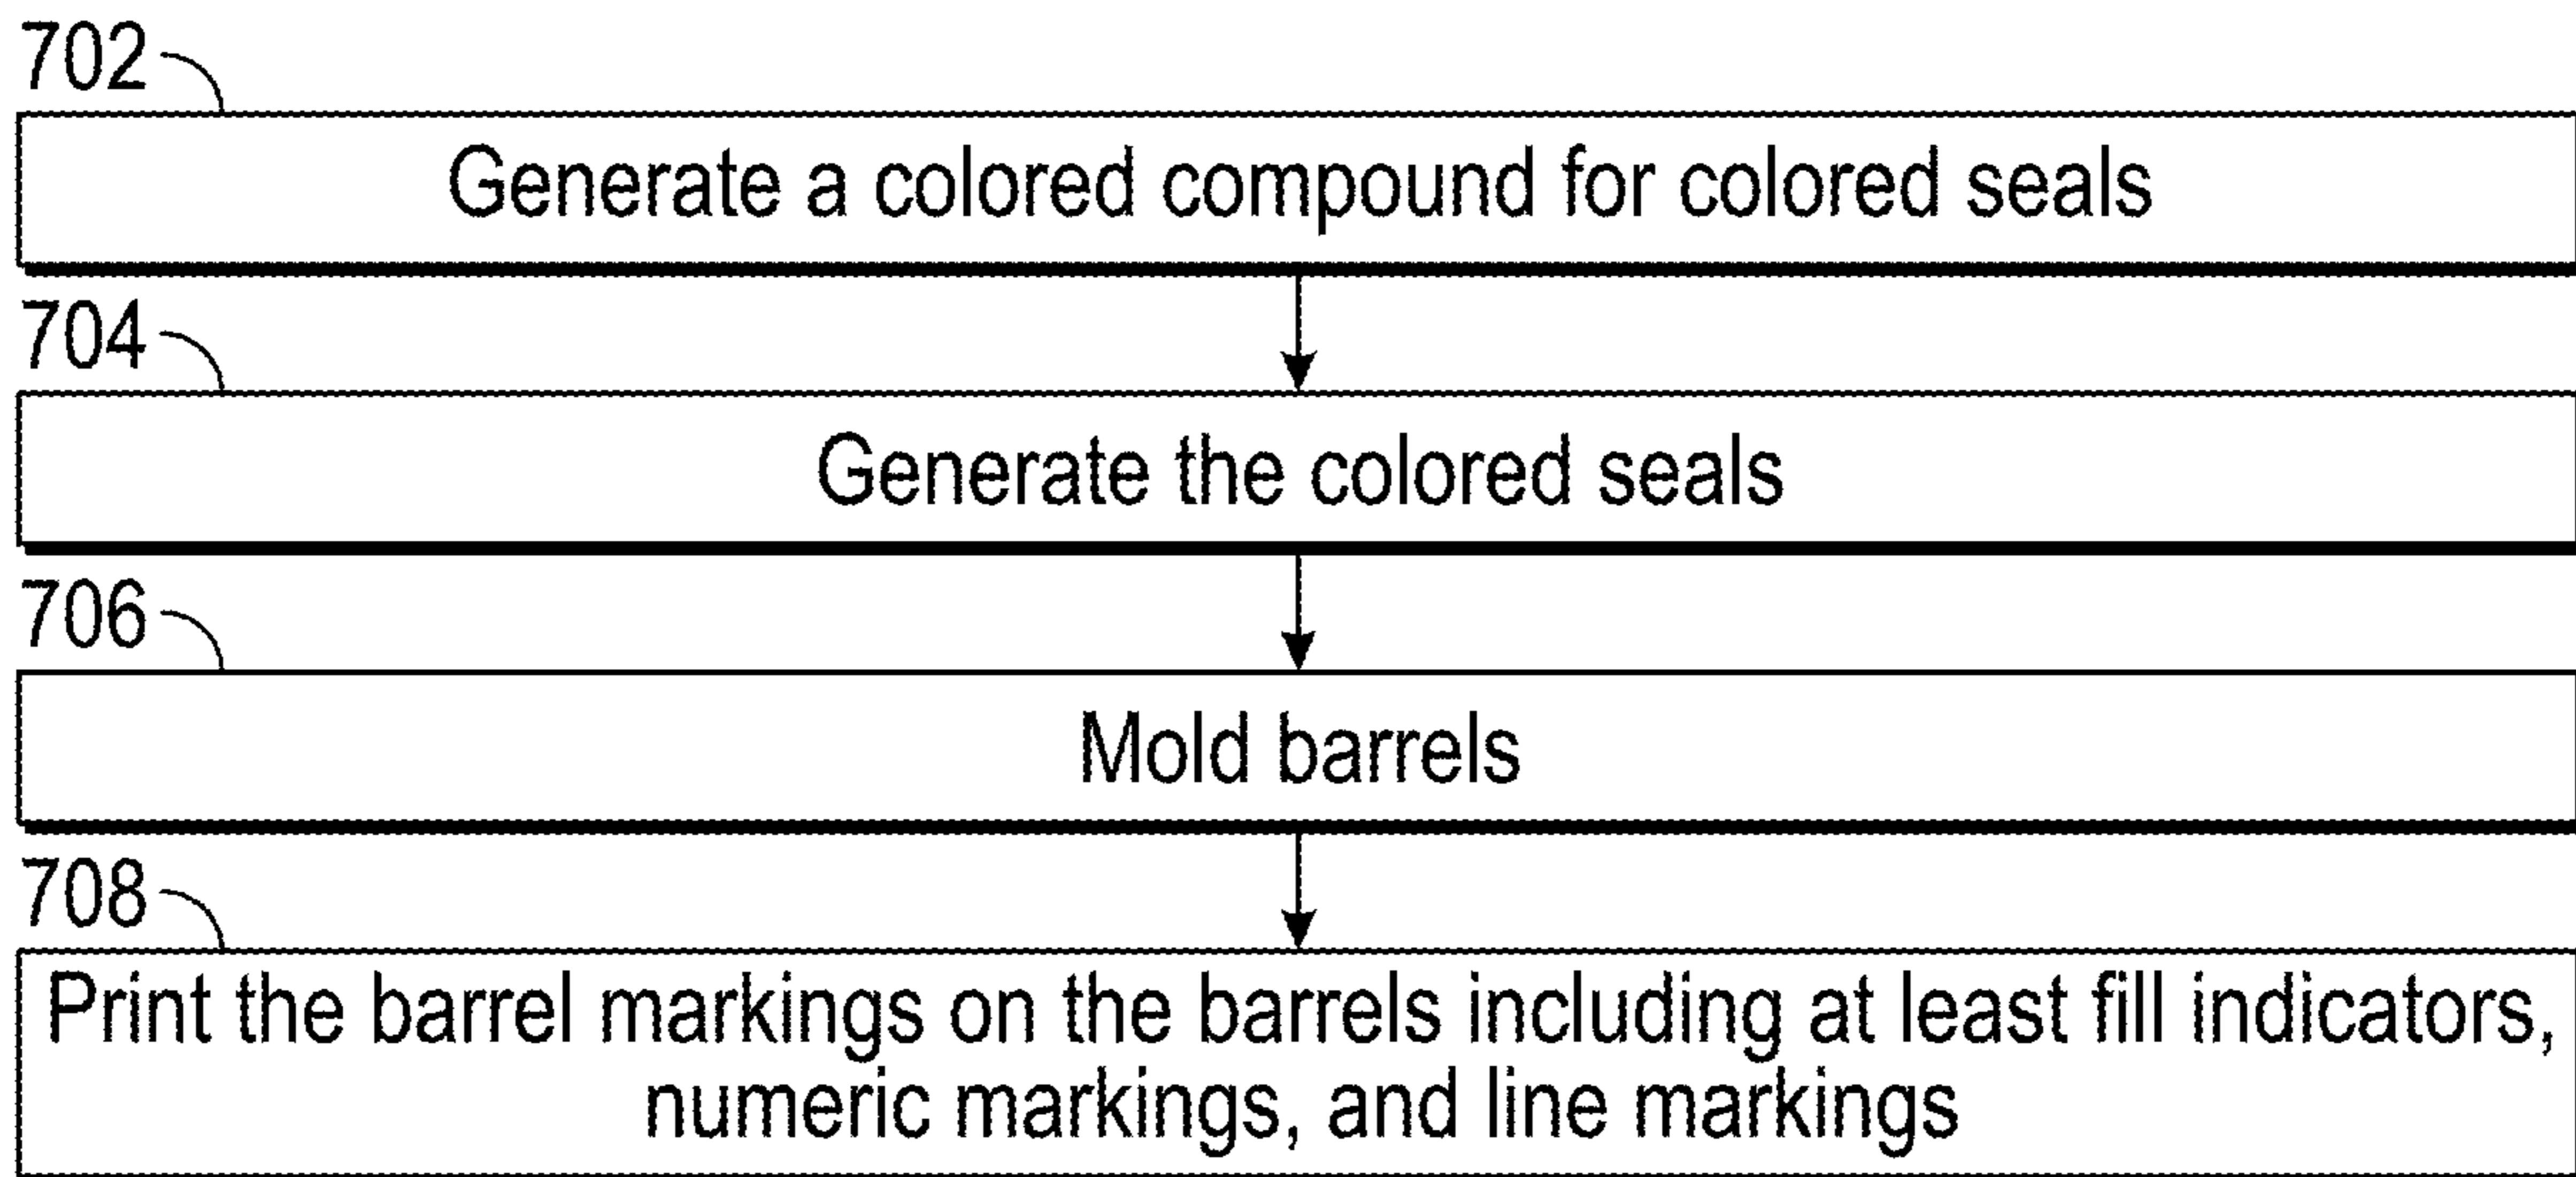 702
Generate a colored compound for colored seals
704
Generate the colored seals
706
Mold barrels
708
Print the barrel markings on the barrels including at least fill indicators,
numeric markings, and line markings